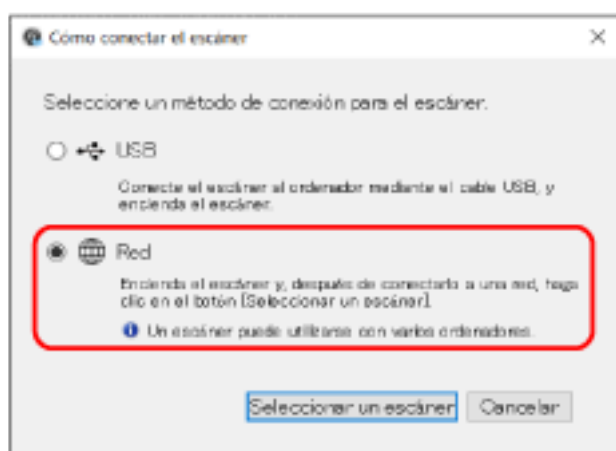 Cómo conectar el escáner
Seleccione un método de conexión para el escáner.
USB
Conecte el escáner al ordenador mediante el cable USB, y
encienda el escáner.
Red
Encienda el escáner y, después de conectarlo a una red, haga
clic en el botón [Seleccionar un escáner].
Un escáner puede utilizarse con varios ordenadores.
Seleccionar un escáner Cancelar